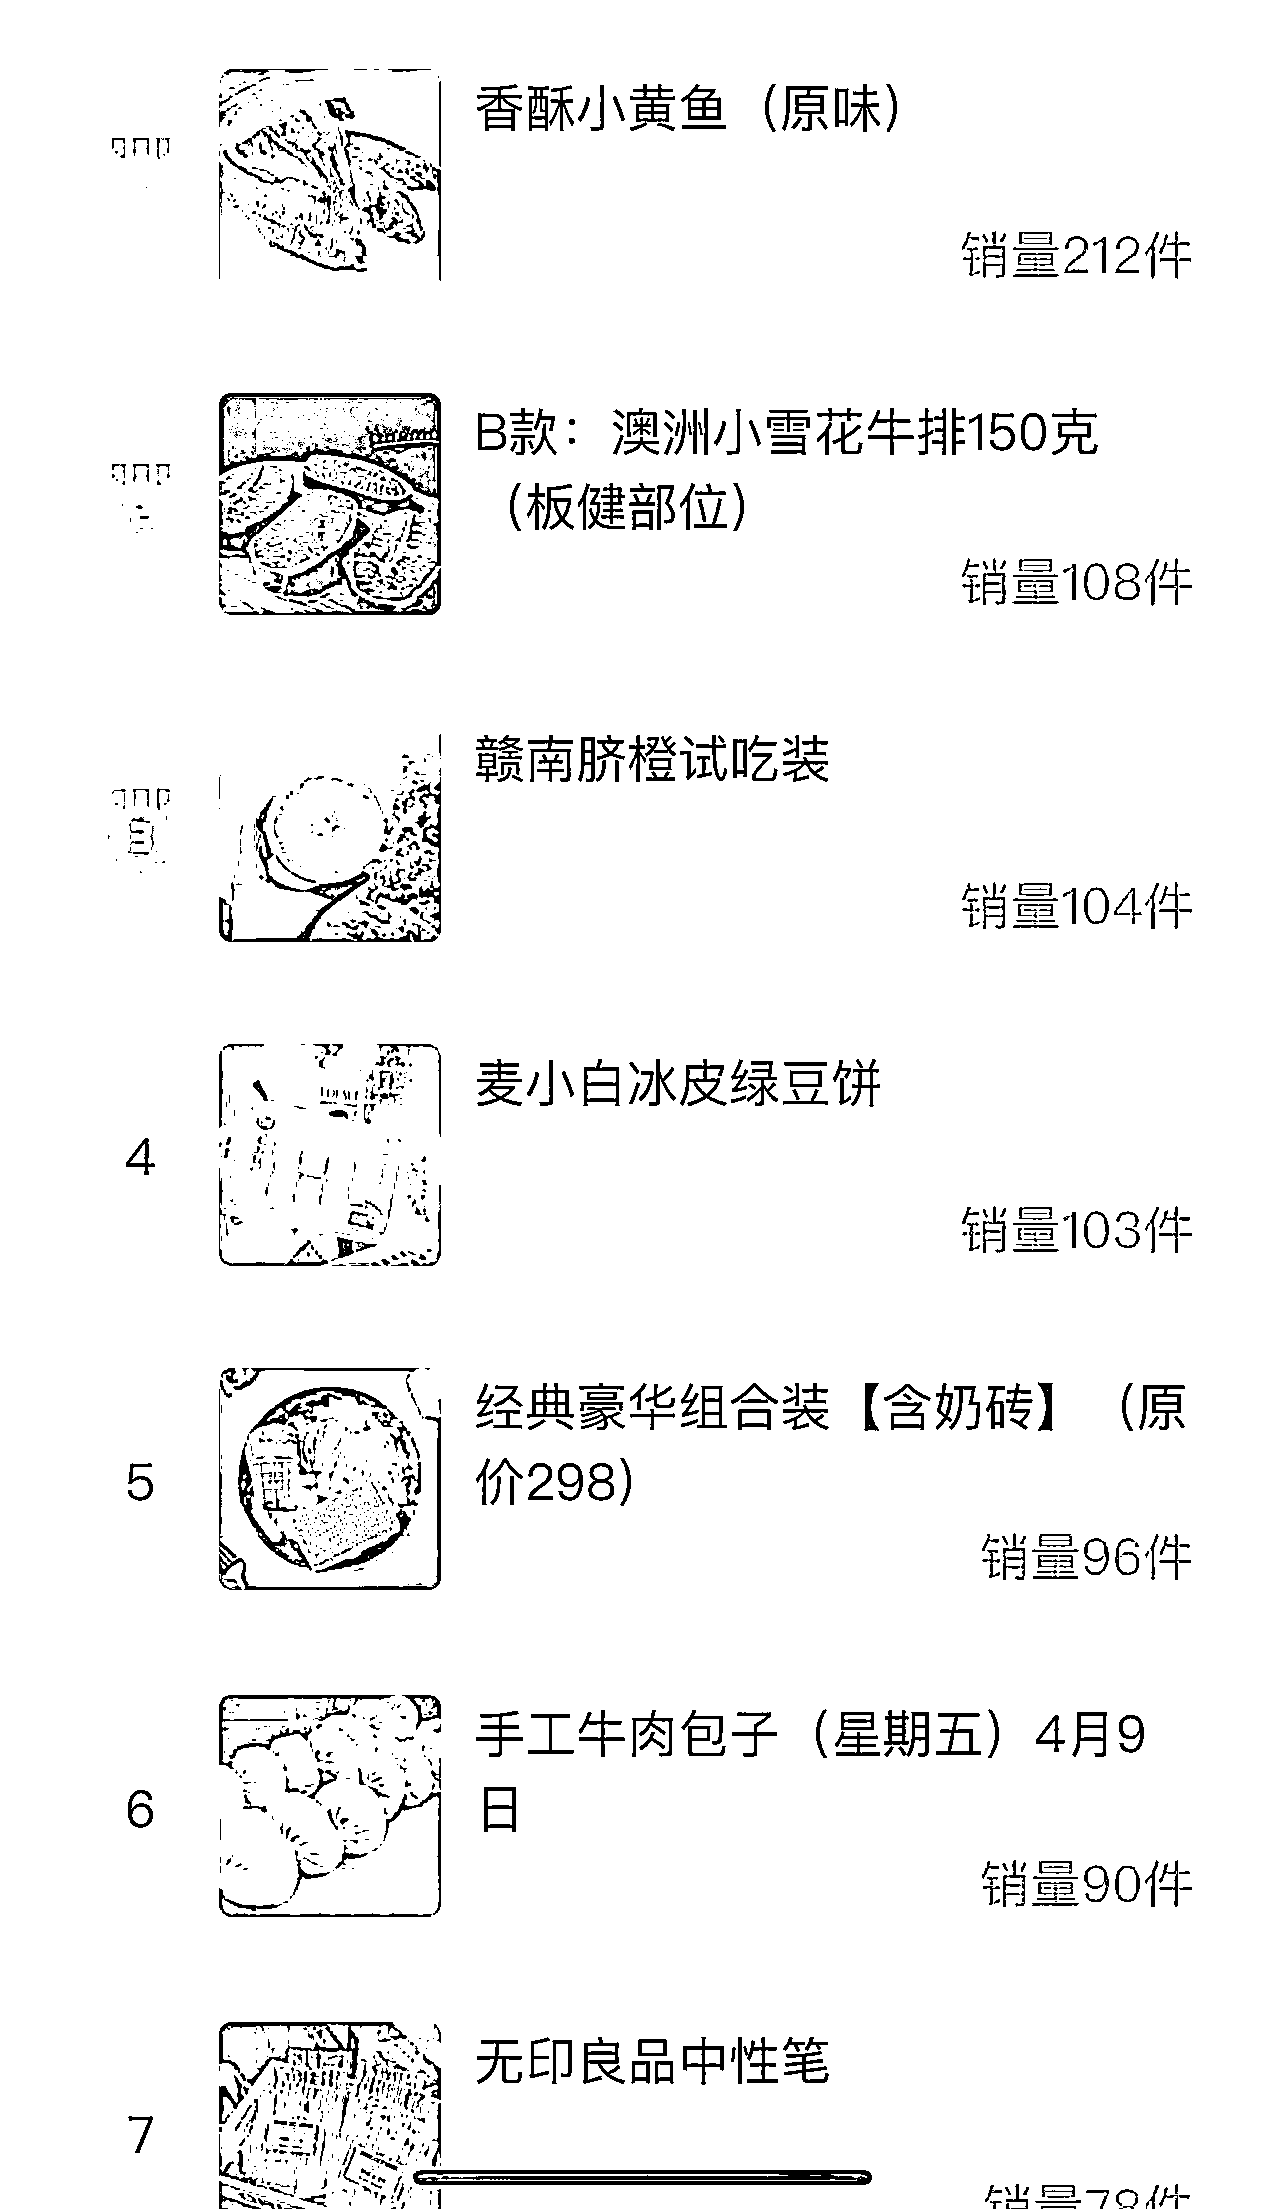 香酥小黄鱼（原味）
销量212件
B款：澳洲小雪花牛排150克
（板健部位）
销量108件
赣南脐橙试吃装
销量104件
4
麦小白冰皮绿豆饼
销量103件
5
经典豪华组合装【含奶砖】（原
价298）
销量96件
6
手工牛肉包子（星期五）4月9
日
销量90件
7
无印良品中性笔
销量78件